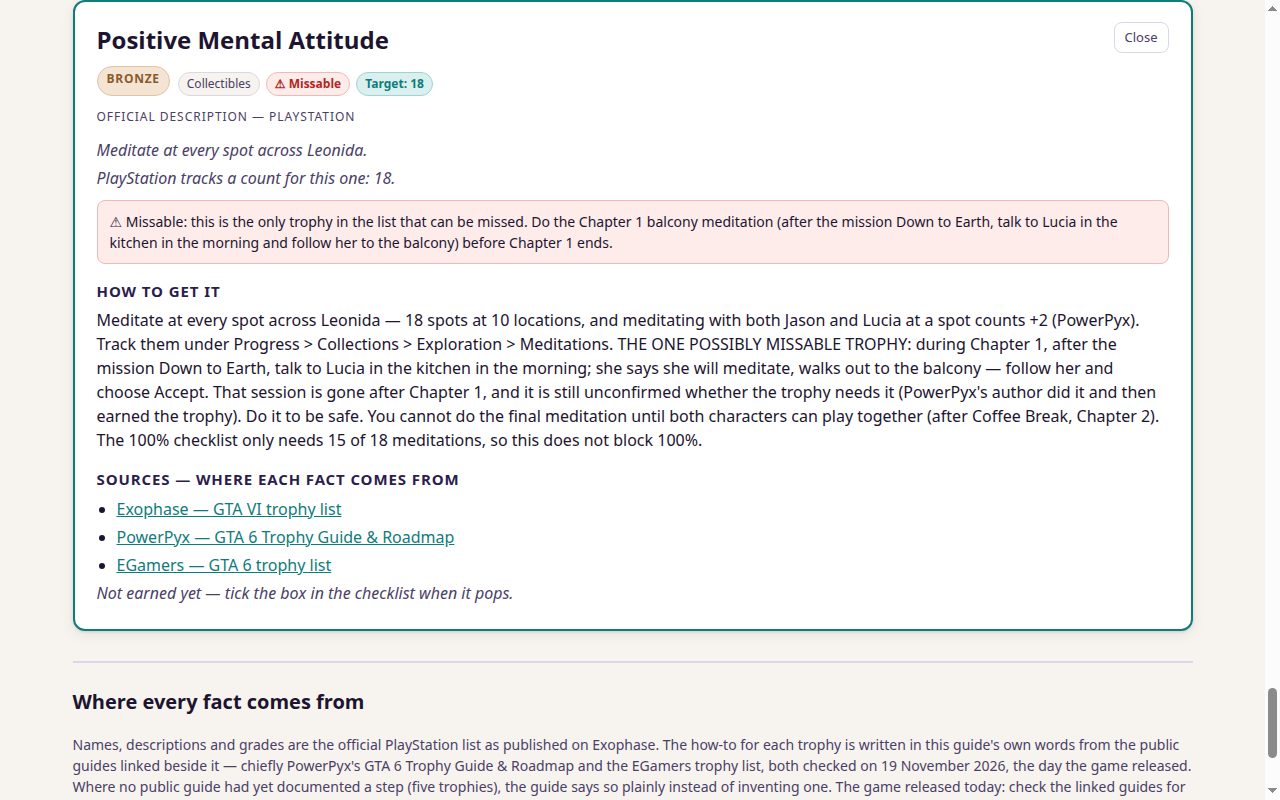 Positive Mental Attitude
Close
BRONZE Collectibles ⚠ Missable Target: 18
OFFICIAL DESCRIPTION — PLAYSTATION
Meditate at every spot across Leonida.
PlayStation tracks a count for this one: 18.
⚠ Missable: this is the only trophy in the list that can be missed. Do the Chapter 1 balcony meditation (after the mission Down to Earth, talk to Lucia in the
kitchen in the morning and follow her to the balcony) before Chapter 1 ends.
HOW TO GET IT
Meditate at every spot across Leonida — 18 spots at 10 locations, and meditating with both Jason and Lucia at a spot counts +2 (PowerPyx).
Track them under Progress > Collections > Exploration > Meditations. THE ONE POSSIBLY MISSABLE TROPHY: during Chapter 1, after the
mission Down to Earth, talk to Lucia in the kitchen in the morning; she says she will meditate, walks out to the balcony — follow her and
choose Accept. That session is gone after Chapter 1, and it is still unconfirmed whether the trophy needs it (PowerPyx's author did it and then
earned the trophy). Do it to be safe. You cannot do the final meditation until both characters can play together (after Coffee Break, Chapter 2).
The 100% checklist only needs 15 of 18 meditations, so this does not block 100%.
SOURCES — WHERE EACH FACT COMES FROM
• Exophase — GTA VI trophy list
• PowerPyx — GTA 6 Trophy Guide & Roadmap
• EGamers — GTA 6 trophy list
Not earned yet — tick the box in the checklist when it pops.
Where every fact comes from
Names, descriptions and grades are the official PlayStation list as published on Exophase. The how-to for each trophy is written in this guide's own words from the public
guides linked beside it — chiefly PowerPyx's GTA 6 Trophy Guide & Roadmap and the EGamers trophy list, both checked on 19 November 2026, the day the game released.
Where no public guide had yet documented a step (five trophies), the guide says so plainly instead of inventing one. The game released today: check the linked guides for